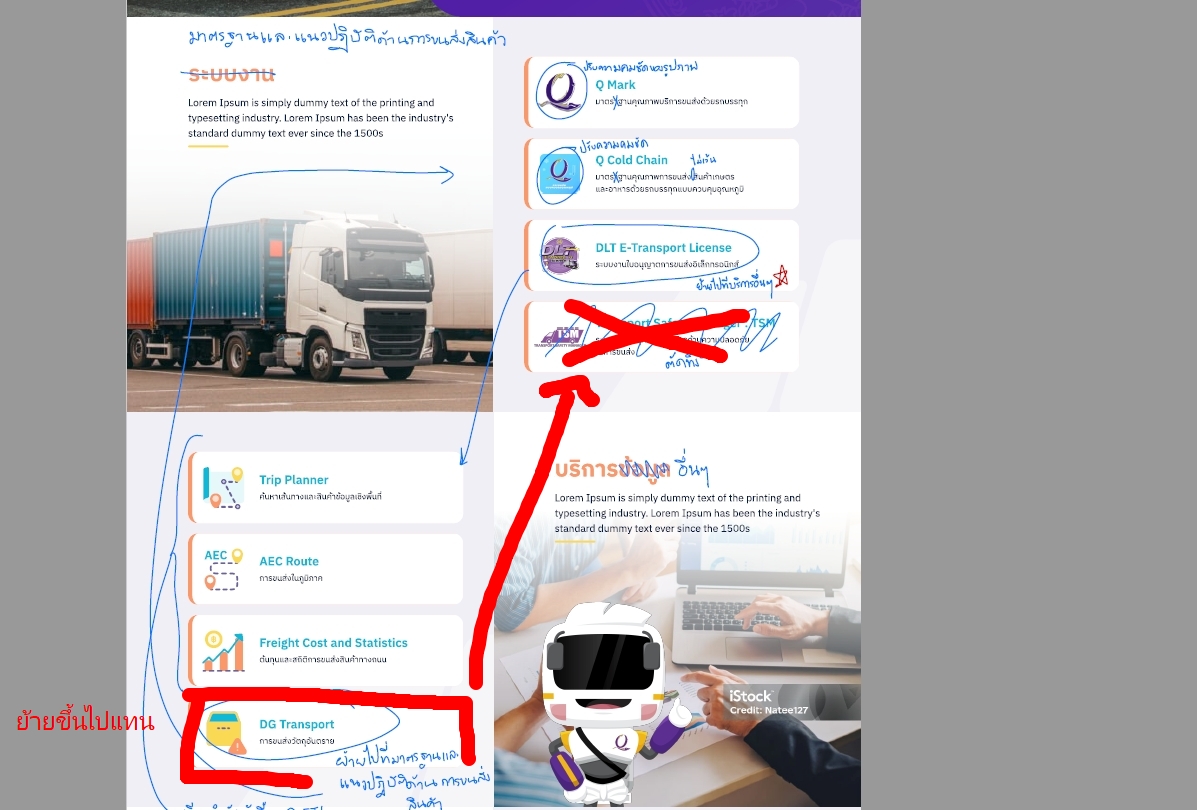 มาตรฐานและแนวปฏิบัติด้านการขนส่งสินค้า
ระบบงาน
Lorem Ipsum is simply dummy text of the printing and
typesetting industry. Lorem Ipsum has been the industry's
standard dummy text ever since the 1500s
ปรับความคมชัดของรูปภาพ
Q Mark
มาตรฐานคุณภาพบริการขนส่งด้วยรถบรรทุก
ปรับความคมชัด
Q Cold Chain
ไม่เว้น
มาตรฐานคุณภาพการขนส่งสินค้าเกษตร
และอาหารด้วยรถบรรทุกแบบควบคุมอุณหภูมิ
DLT
DLT E-Transport License
ระบบงานใบอนุญาตการขนส่งอิเล็กทรอนิกส์
ย้ายไปที่บริการอื่นๆ
TSM
: TSM
ตัดทิ้ง
Trip Planner
ค้นหาเส้นทางและสินค้าข้อมูลเชิงพื้นที่
AEC
AEC Route
การขนส่งในภูมิภาค
Freight Cost and Statistics
ต้นทุนและสถิติการขนส่งสินค้าทางถนน
ย้ายขึ้นไปแทน
DG Transport
การขนส่งวัตถุอันตราย
ย้ายไปที่มาตรฐานและ
แนวปฏิบัติด้านการขนส่ง
สินค้า
บริการข้อมูล อื่นๆ
Lorem Ipsum is simply dummy text of the printing and
typesetting industry. Lorem Ipsum has been the industry's
standard dummy text ever since the 1500s
iStock
Credit: Natee127
Q